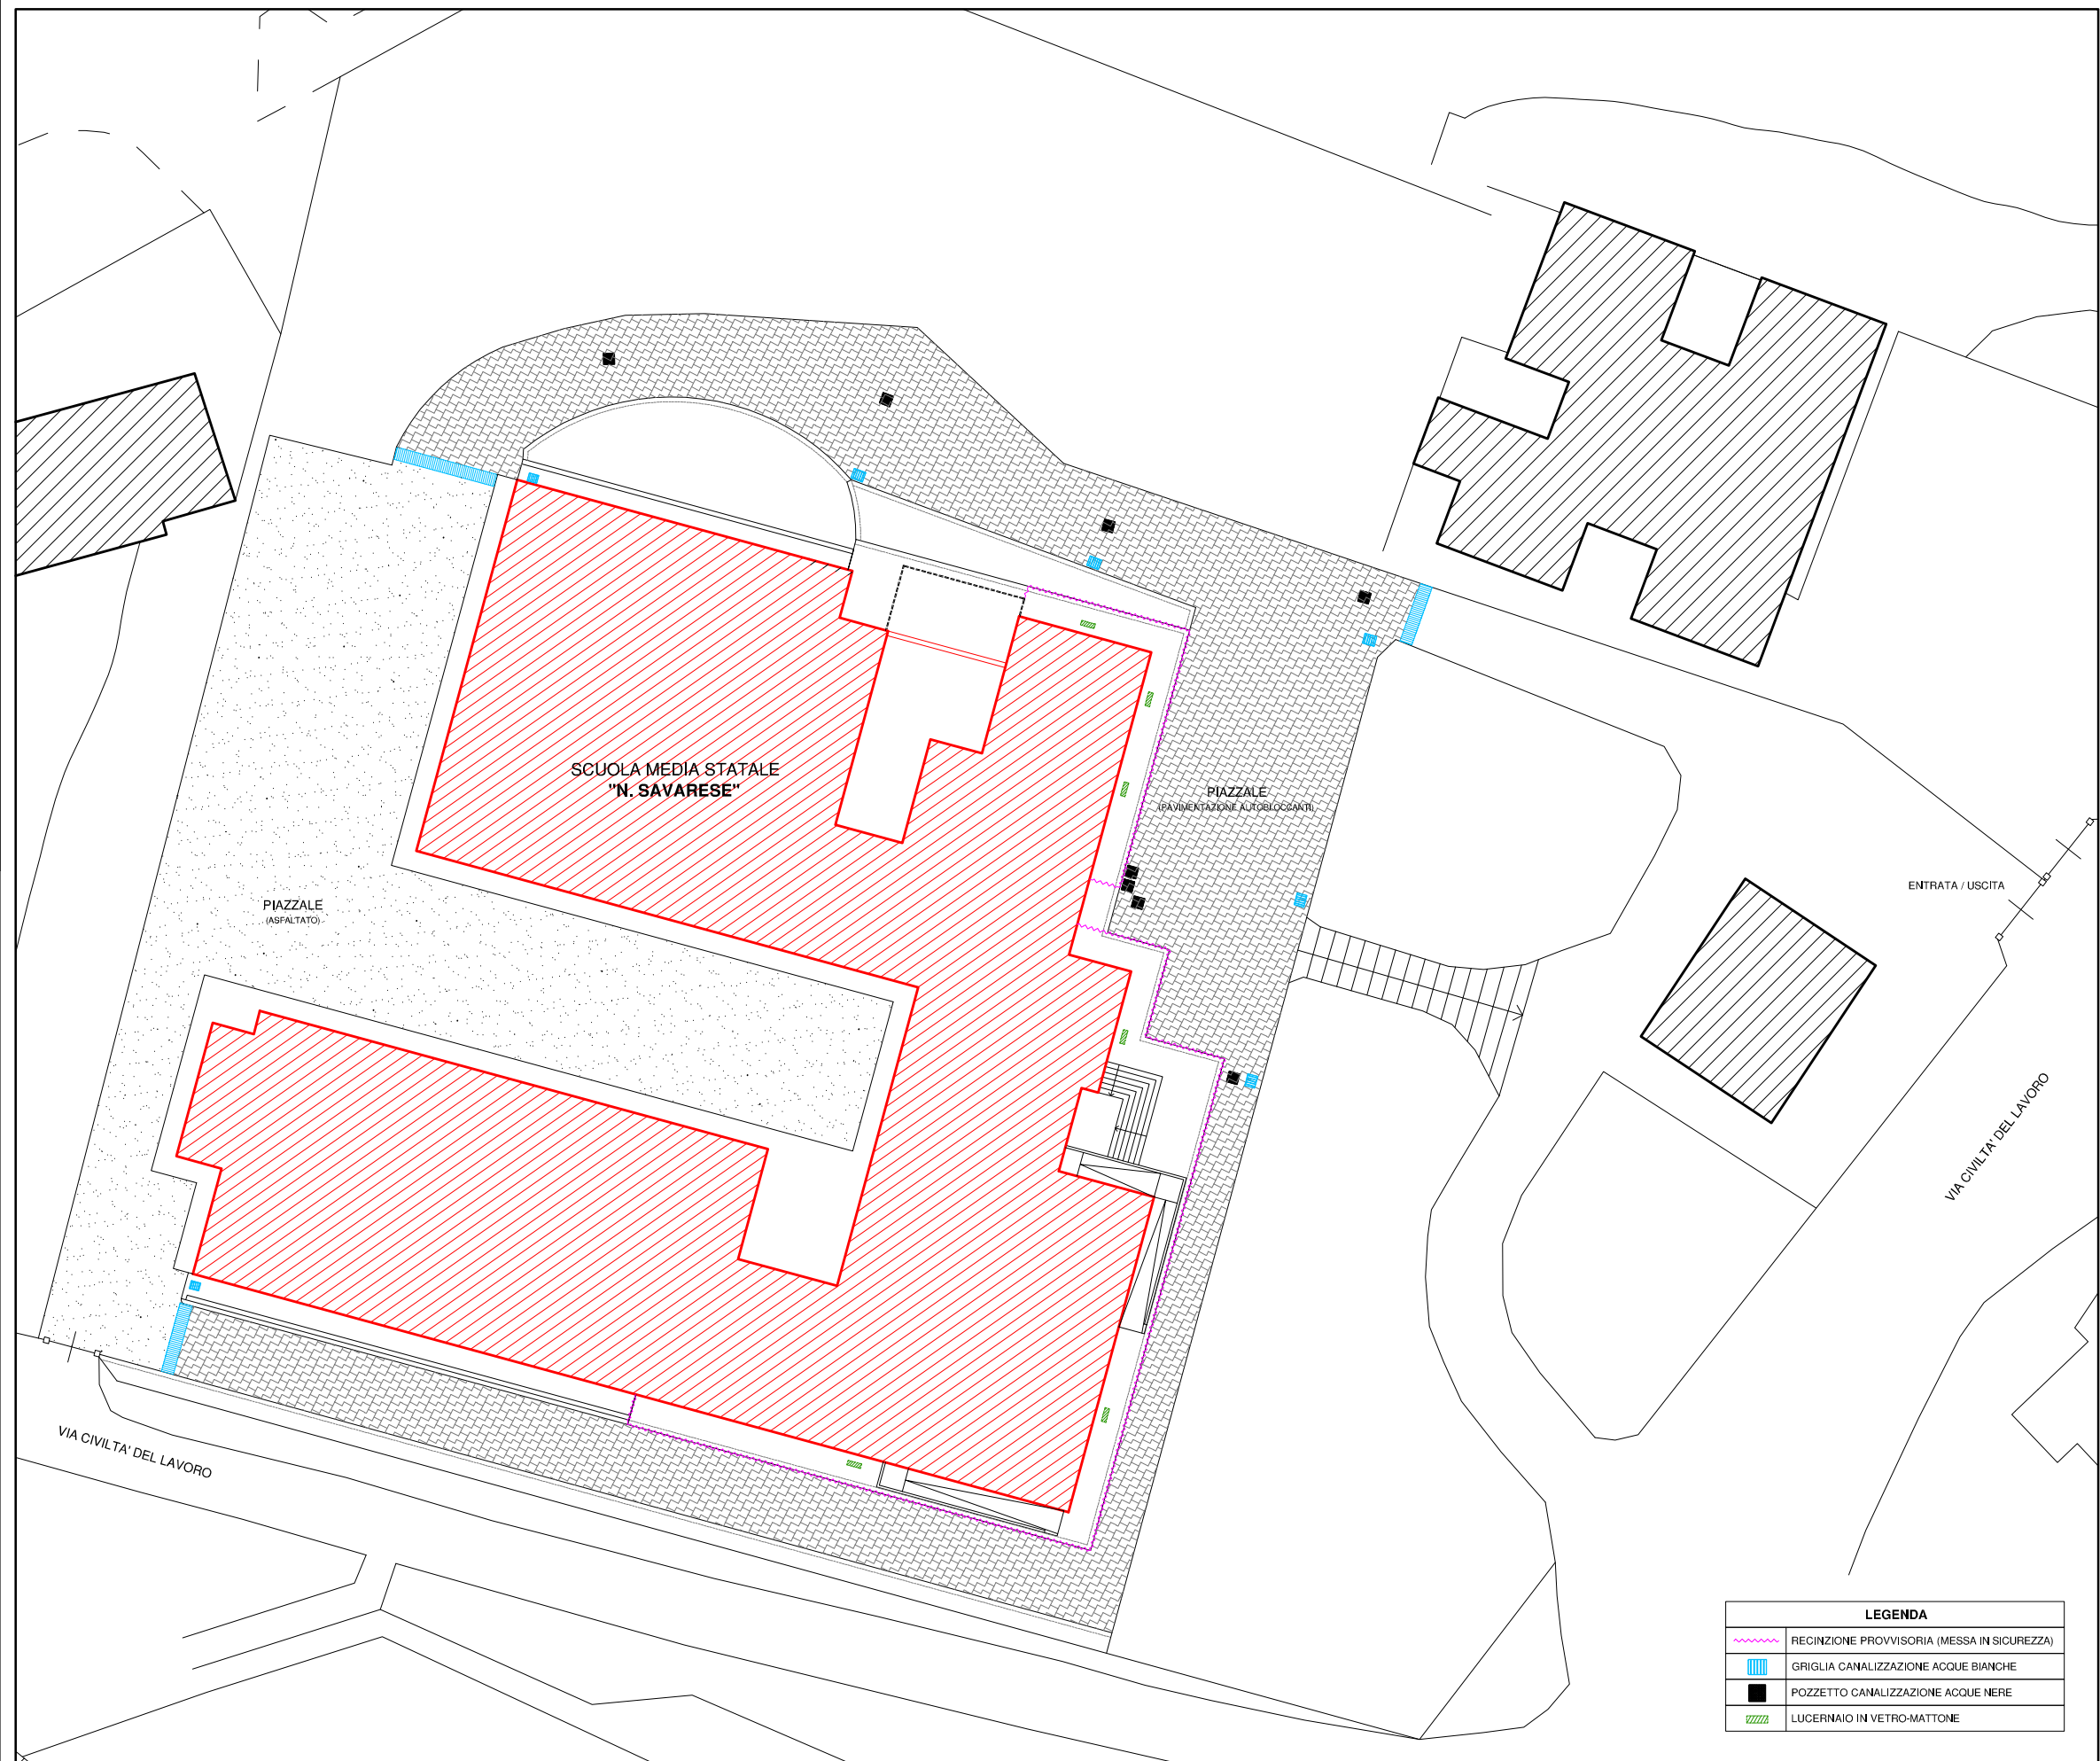 SCUOLA MEDIA STATALE
"N. SAVARESE"
PIAZZALE
(PAVIMENTAZIONE AUTOBLOCCANTI)
PIAZZALE
(ASFALTATO)
ENTRATA / USCITA
VIA CIVILTA' DEL LAVORO
VIA CIVILTA' DEL LAVORO
LEGENDA
RECINZIONE PROVVISORIA (MESSA IN SICUREZZA)
GRIGLIA CANALIZZAZIONE ACQUE BIANCHE
POZZETTO CANALIZZAZIONE ACQUE NERE
LUCERNAIO IN VETRO-MATTONE